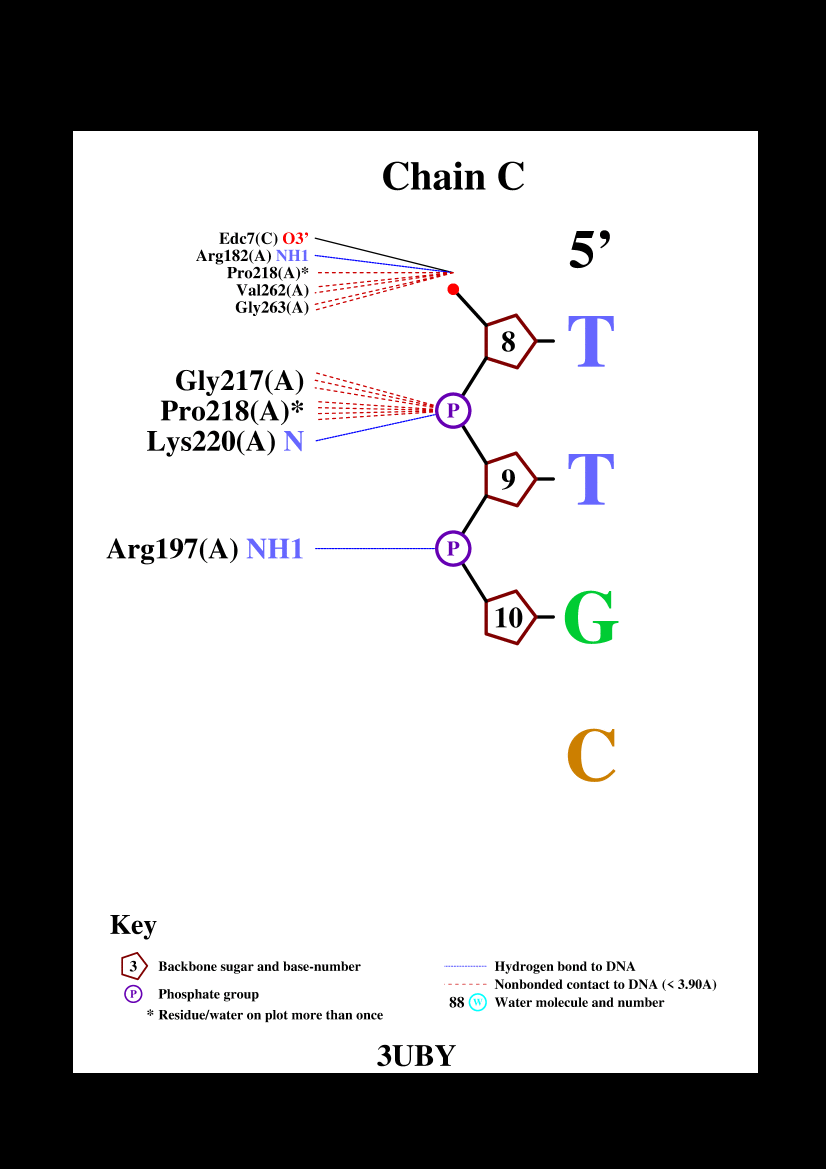 Chain C
5’
Edc7(C) O3’
Arg182(A) NH1
Pro218(A)*
Val262(A)
Gly263(A)
8 T
Gly217(A)
Pro218(A)* P
Lys220(A) N
9 T
Arg197(A) NH1 P
10 G
C
Key
3 Backbone sugar and base-number
P Phosphate group
* Residue/water on plot more than once
Hydrogen bond to DNA
Nonbonded contact to DNA (< 3.90A)
88 W Water molecule and number
3UBY